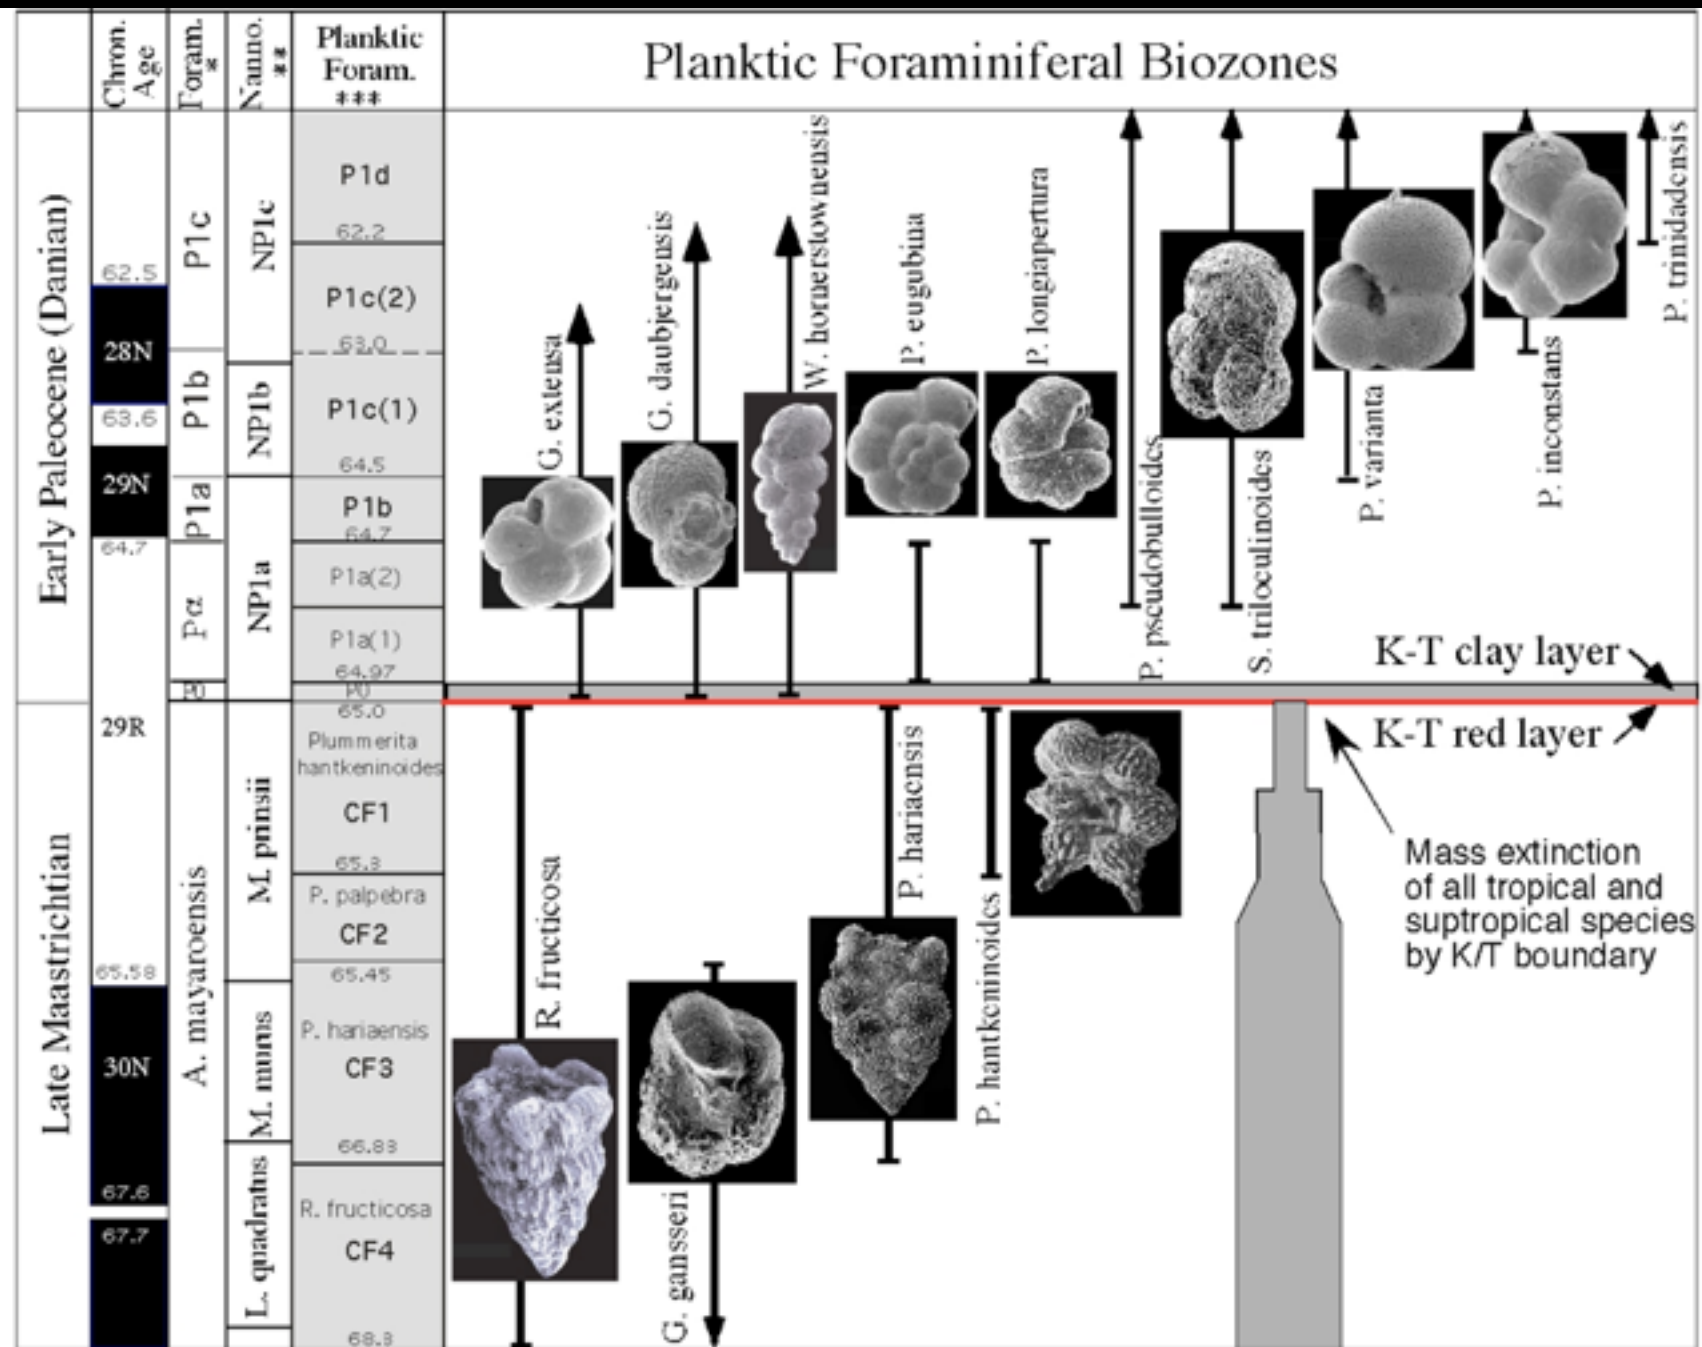 Chron.
Age
Foram.
*
Nanno.
**
Planktic
Foram.
***
Planktic Foraminiferal Biozones
Early Paleocene (Danian)
Late Maastrichtian
62.5
28N
63.6
29N
64.7
29R
65.58
30N
67.6
67.7
P1c
P1b
P1a
Pα
P0
A. mayaroensis
NP1c
NP1b
NP1a
M. prinsii
M. murus
L. quadratus
P1d
62.2
P1c(2)
63.0
P1c(1)
64.5
P1b
64.7
P1a(2)
P1a(1)
64.97
P0
65.0
Plummerita
hantkeninoides
CF1
65.3
P. palpebra
CF2
65.45
P. hariaensis
CF3
66.83
R. fructicosa
CF4
68.3
G. extensa
G. daubjergensis
W. hornerstownensis
P. eugubina
P. longiapertura
P. pseudobulloides
S. triloculinoides
P. varianta
P. inconstans
P. trinidadensis
K-T clay layer
K-T red layer
R. fructicosa
G. gansseri
P. hariaensis
P. hantkeninoides
Mass extinction
of all tropical and
suptropical species
by K/T boundary